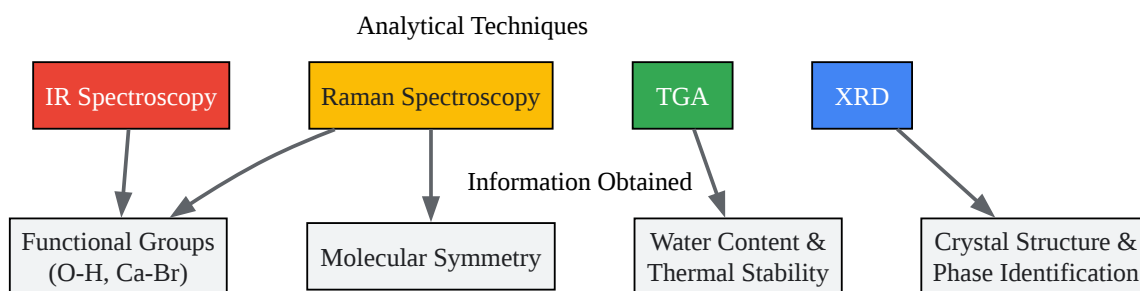 Analytical Techniques
IR Spectroscopy
Raman Spectroscopy
TGA
XRD
Information Obtained
Functional Groups
(O-H, Ca-Br)
Molecular Symmetry
Water Content &
Thermal Stability
Crystal Structure &
Phase Identification